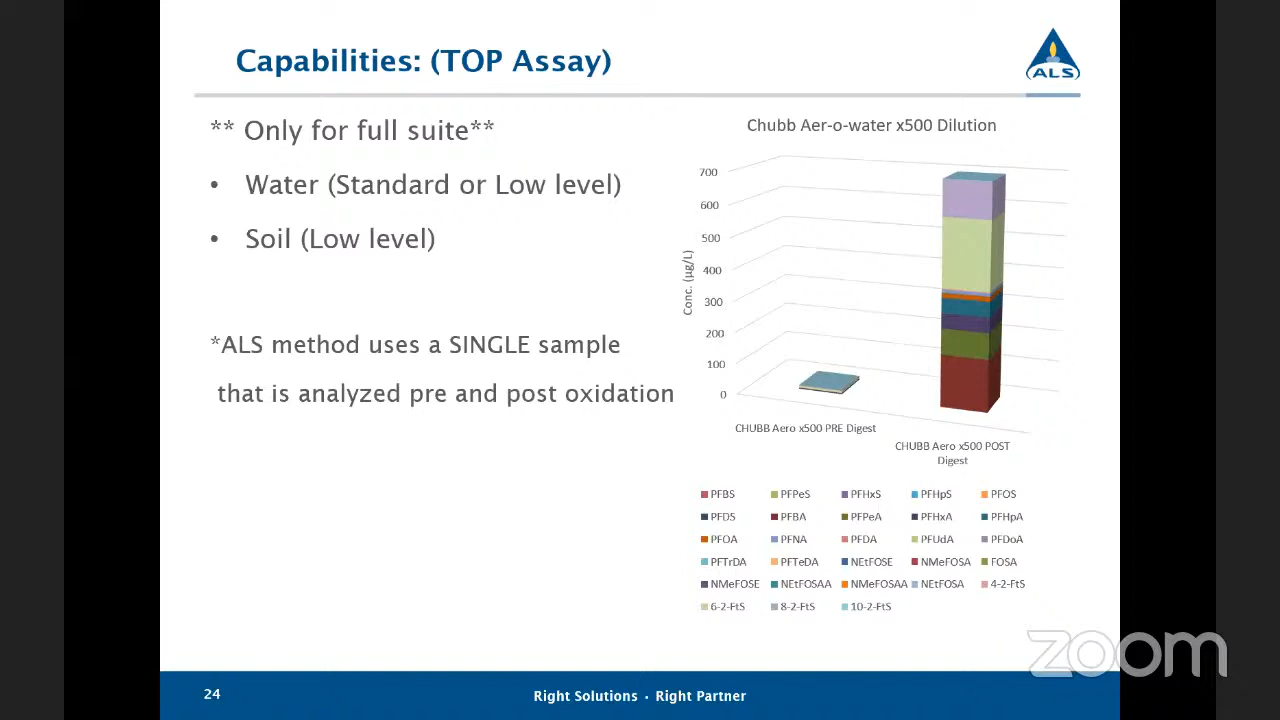 Capabilities: (TOP Assay)
ALS
** Only for full suite**
• Water (Standard or Low level)
• Soil (Low level)
*ALS method uses a SINGLE sample
that is analyzed pre and post oxidation
Chubb Aer-o-water x500 Dilution
700
600
500
400
300
200
100
0
Conc. (µg/L)
CHUBB Aero x500 PRE Digest
CHUBB Aero x500 POST
Digest
PFBS PFPeS PFHxS PFHpS PFOS
PFDS PFBA PFPeA PFHxA PFHpA
PFOA PFNA PFDA PFUdA PFDoA
PFTrDA PFTeDA NEtFOSE NMeFOSA FOSA
NMeFOSE NEtFOSAA NMeFOSAA NEtFOSA 4-2-FtS
6-2-FtS 8-2-FtS 10-2-FtS
zoom
24
Right Solutions • Right Partner